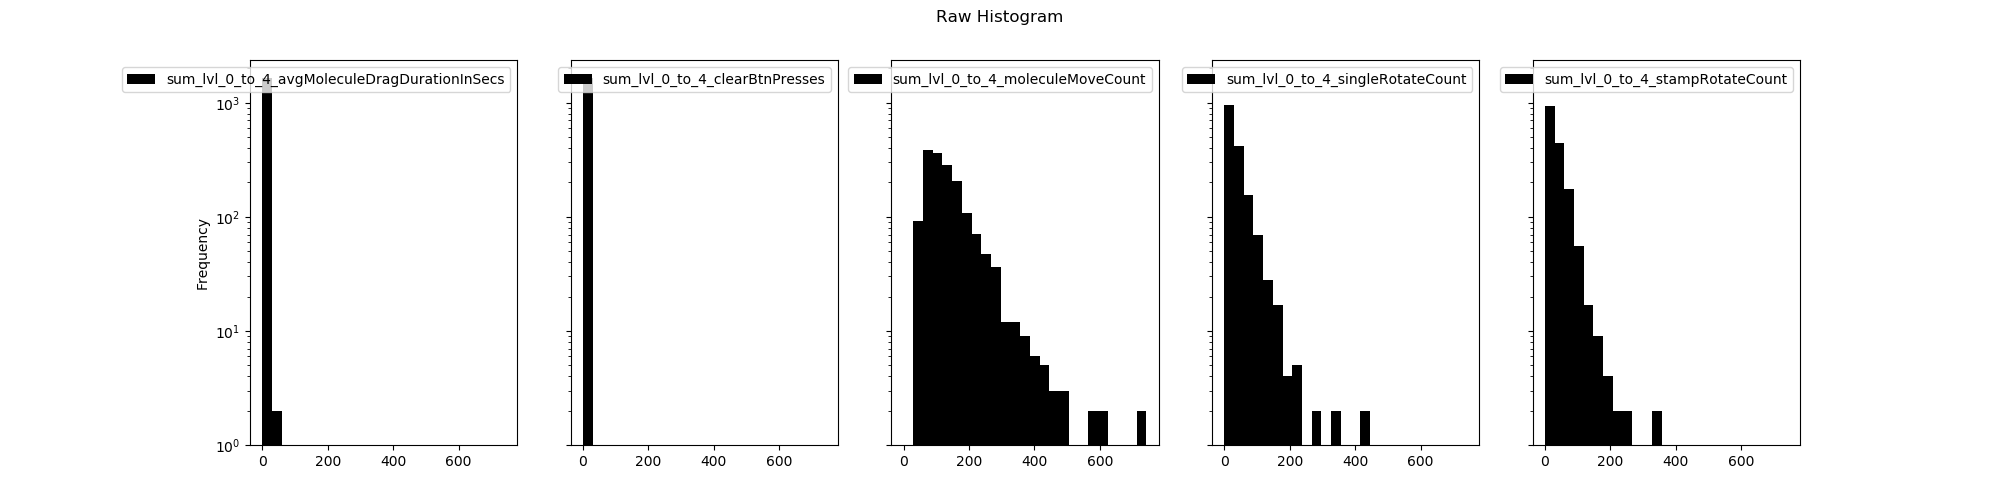 Raw Histogram
sum_lvl_0_to_4_avgMoleculeDragDurationInSecs
sum_lvl_0_to_4_clearBtnPresses
sum_lvl_0_to_4_moleculeMoveCount
sum_lvl_0_to_4_singleRotateCount
sum_lvl_0_to_4_stampRotateCount
Frequency
10³
10²
10¹
10⁰
0 200 400 600
0 200 400 600
0 200 400 600
0 200 400 600
0 200 400 600